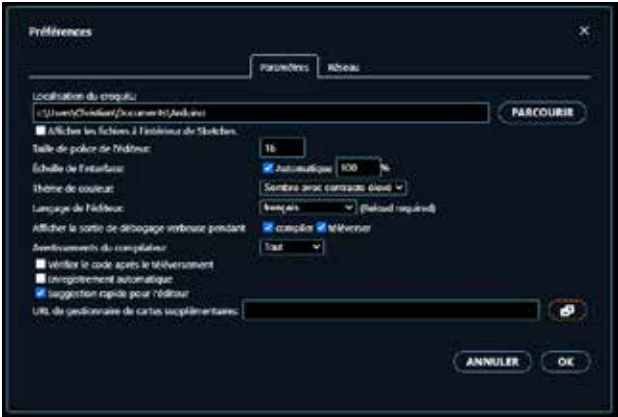 Préférences
Paramètres Réseau
Localisation du croquis:
c:\Users\Christian\Documents\Arduino PARCOURIR
Afficher les fichiers à l'intérieur de Sketches.
Taille de police de l'éditeur: 16
Échelle de l'interface: Automatique 100 %
Thème de couleur: Sombre avec contraste élevé
Langage de l'éditeur: français (Reload required)
Afficher la sortie de débogage verbeuse pendant compiler téléverser
Avertissements du compilateur Tout
Vérifier le code après le téléversement
Enregistrement automatique
Suggestion rapide pour l'éditeur
URL du gestionnaire de cartes supplémentaires:
ANNULER OK